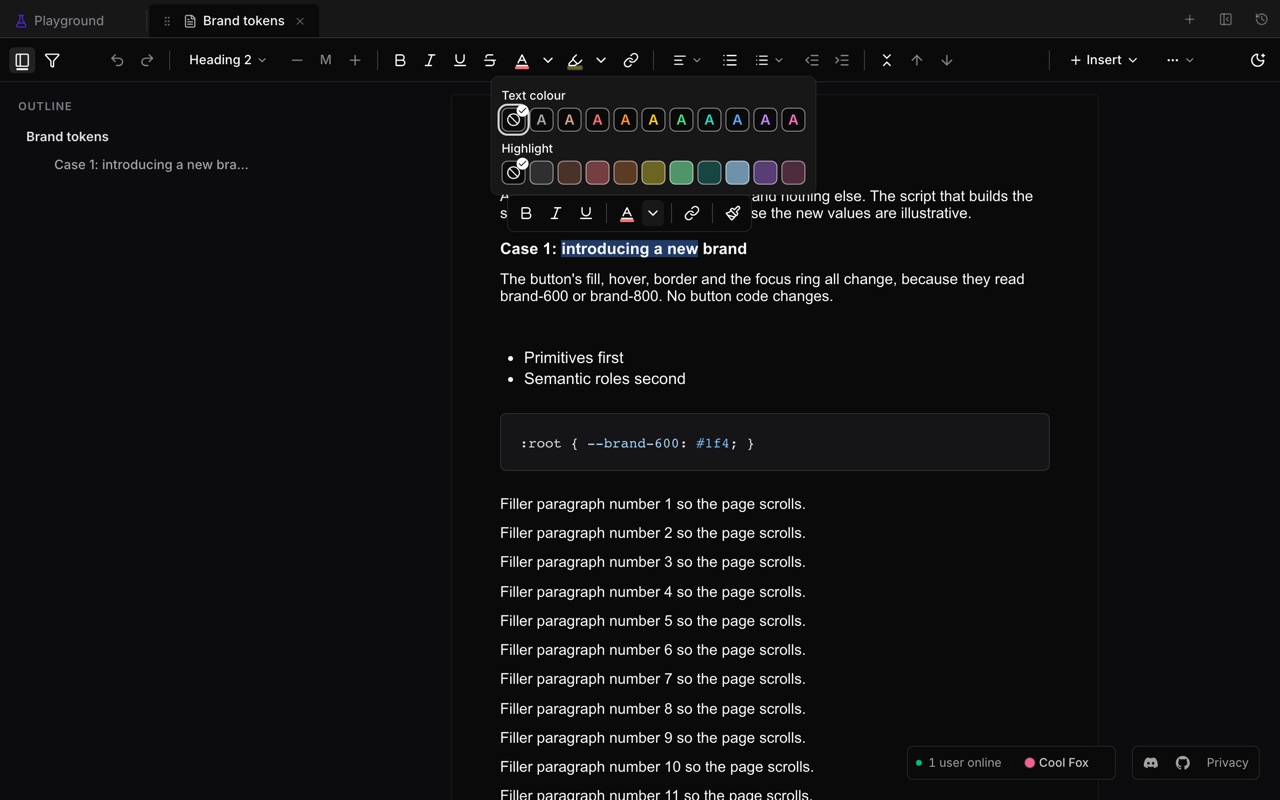 Playground
Brand tokens
Heading 2
M
Insert
OUTLINE
Brand tokens
Case 1: introducing a new bra...
Text colour
A A A A A A A A A A
Highlight
and nothing else. The script that builds the
se the new values are illustrative.
B I U A
Case 1: introducing a new brand
The button's fill, hover, border and the focus ring all change, because they read
brand-600 or brand-800. No button code changes.
Primitives first
Semantic roles second
:root { --brand-600: #1f4; }
Filler paragraph number 1 so the page scrolls.
Filler paragraph number 2 so the page scrolls.
Filler paragraph number 3 so the page scrolls.
Filler paragraph number 4 so the page scrolls.
Filler paragraph number 5 so the page scrolls.
Filler paragraph number 6 so the page scrolls.
Filler paragraph number 7 so the page scrolls.
Filler paragraph number 8 so the page scrolls.
Filler paragraph number 9 so the page scrolls.
Filler paragraph number 10 so the page scrolls.
Filler paragraph number 11 so the page scrolls.
1 user online
Cool Fox
Privacy